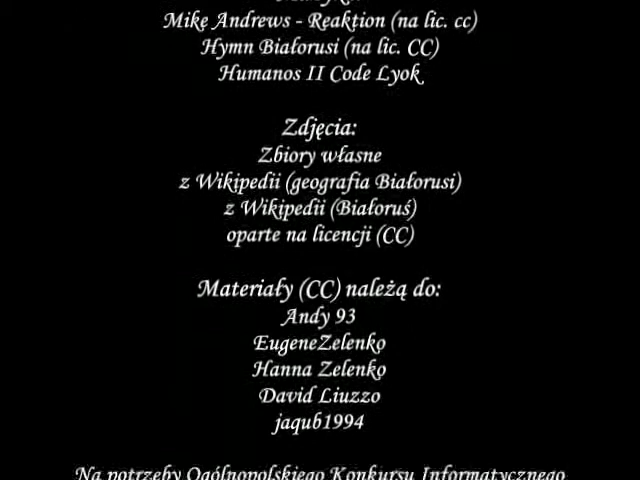 Mike Andrews - Reaktion (na lic. cc)
Hymn Białorusi (na lic. CC)
Humanos II Code Lyok
Zdjęcia:
Zbiory własne
z Wikipedii (geografia Białorusi)
z Wikipedii (Białoruś)
oparte na licencji (CC)
Materiały (CC) należą do:
Andy 93
EugeneZelenko
Hanna Zelenko
David Liuzzo
jaqub1994
Na potrzeby Ogólnopolskiego Konkursu Informatycznego